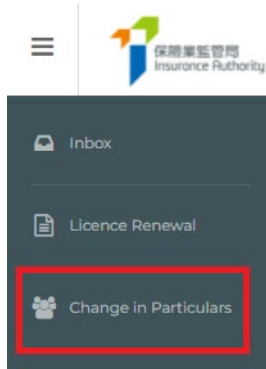 保險業監管局
Insurance Authority
Inbox
Licence Renewal
Change in Particulars